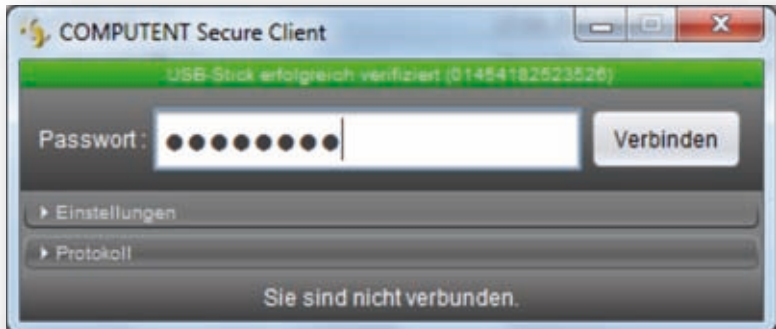 COMPUTENT Secure Client
USB-Stick erfolgreich verifiziert (01454182523526)
Passwort: ●●●●●●●●
Verbinden
Einstellungen
Protokoll
Sie sind nicht verbunden.